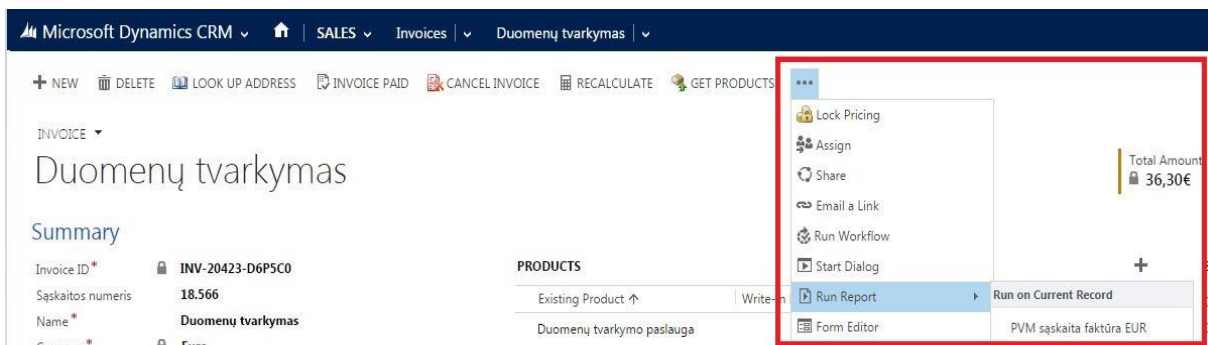 Microsoft Dynamics CRM SALES Invoices Duomenų tvarkymas
NEW DELETE LOOK UP ADDRESS INVOICE PAID CANCEL INVOICE RECALCULATE GET PRODUCTS ...
Lock Pricing
INVOICE
Assign
Duomenų tvarkymas
Total Amount
36,30€
Share
Email a Link
Summary
Run Workflow
Invoice ID* INV-20423-D6P5C0
PRODUCTS
Start Dialog
Sąskaitos numeris 18.566
Existing Product Write-in
Run Report
Run on Current Record
Name* Duomenų tvarkymas
Duomenų tvarkymo paslauga
Form Editor
PVM sąskaita faktūra EUR